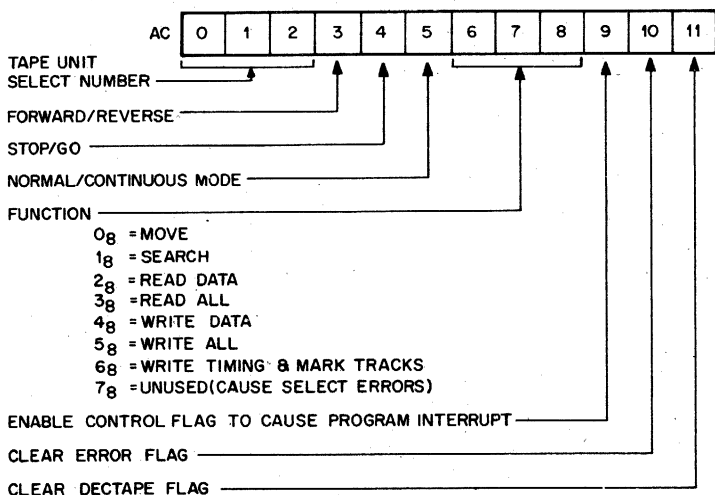 AC 0 1 2 3 4 5 6 7 8 9 10 11
TAPE UNIT
SELECT NUMBER
FORWARD/REVERSE
STOP/GO
NORMAL/CONTINUOUS MODE
FUNCTION
0₈ = MOVE
1₈ = SEARCH
2₈ = READ DATA
3₈ = READ ALL
4₈ = WRITE DATA
5₈ = WRITE ALL
6₈ = WRITE TIMING & MARK TRACKS
7₈ = UNUSED(CAUSE SELECT ERRORS)
ENABLE CONTROL FLAG TO CAUSE PROGRAM INTERRUPT
CLEAR ERROR FLAG
CLEAR DECTAPE FLAG